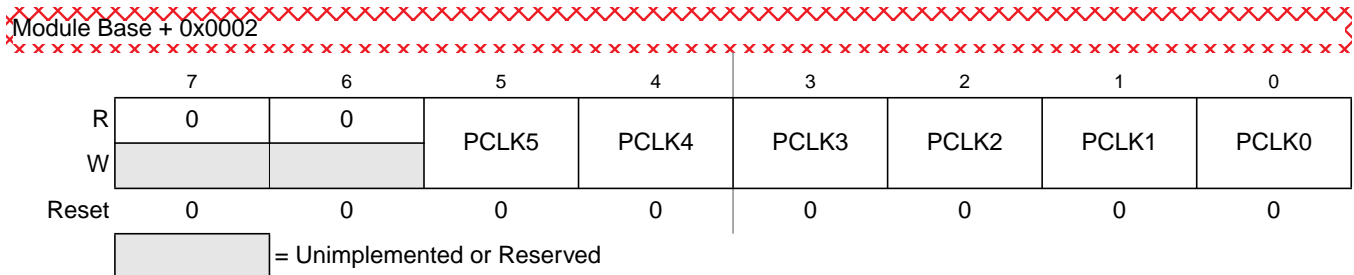 Module Base + 0x0002
7 6 5 4 3 2 1 0
R 0 0 PCLK5 PCLK4 PCLK3 PCLK2 PCLK1 PCLK0
W
Reset 0 0 0 0 0 0 0 0
= Unimplemented or Reserved